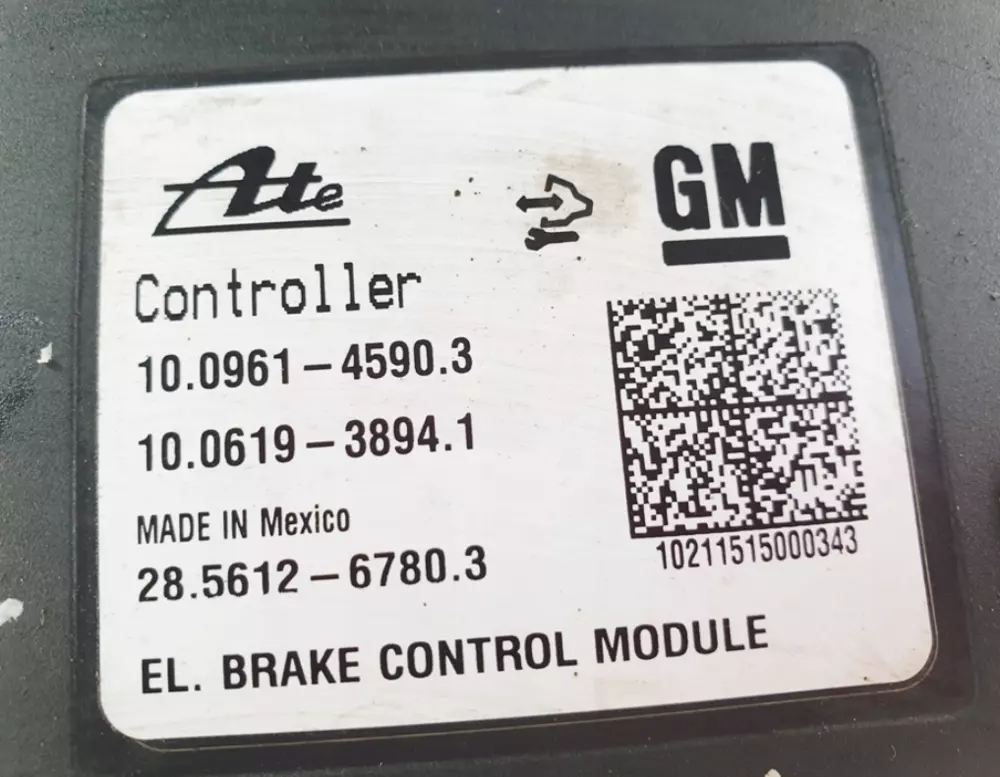 Ate
GM
Controller
10.0961-4590.3
10.0619-3894.1
MADE IN Mexico
28.5612-6780.3
10211515000343
EL. BRAKE CONTROL MODULE